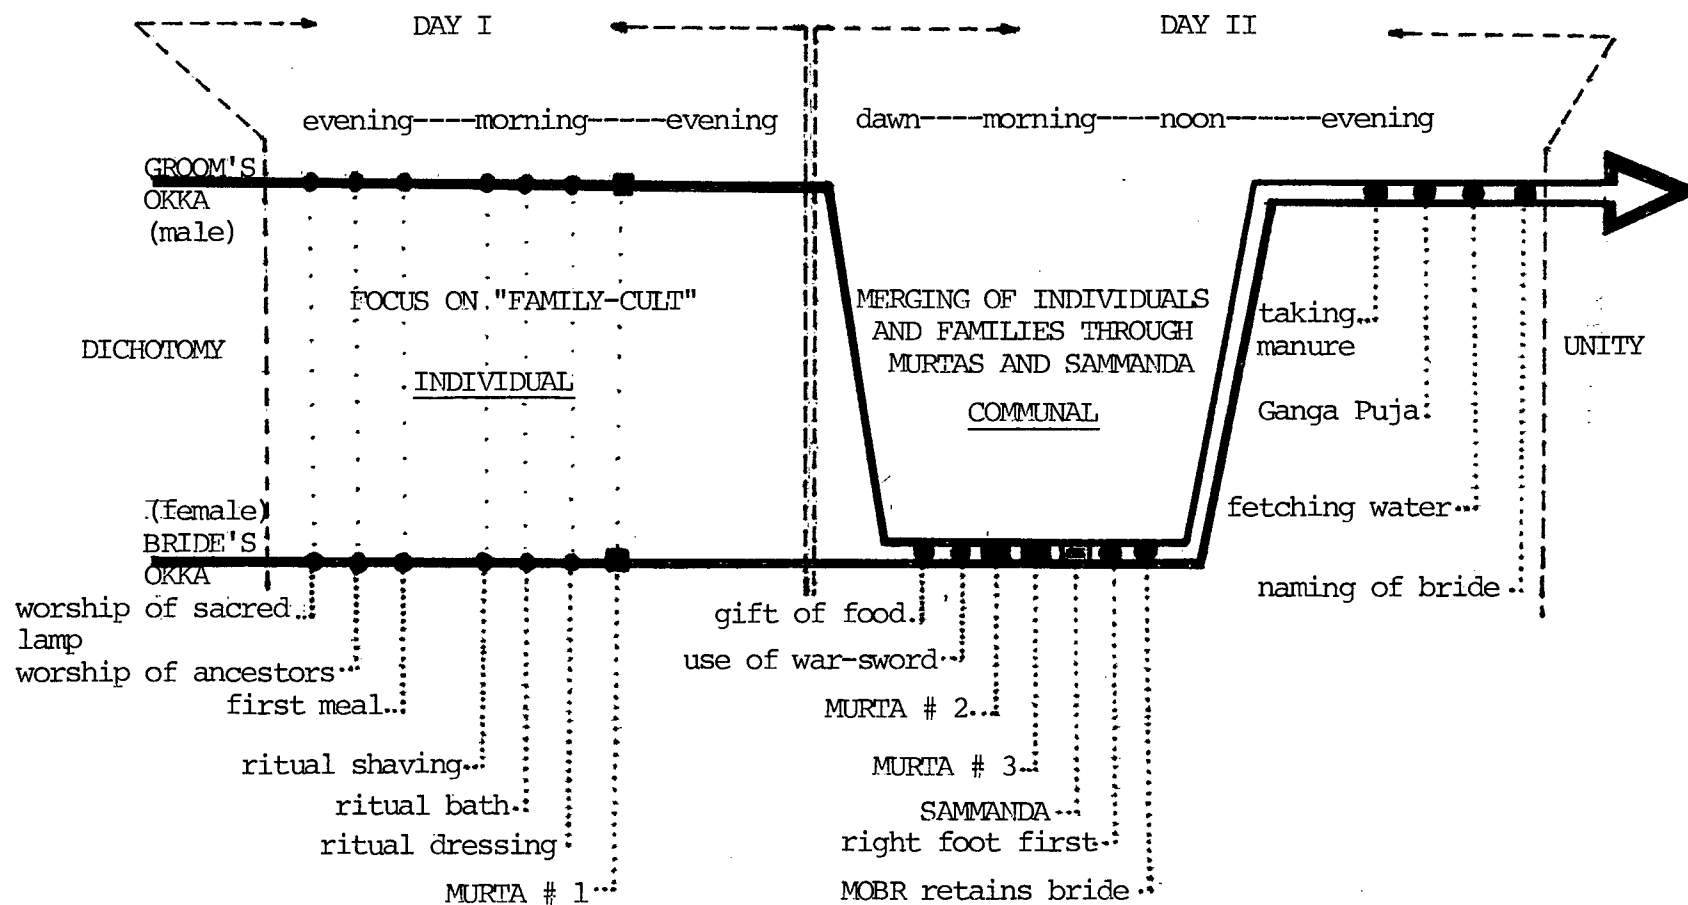 DAY I
DAY II
evening----morning-----evening
dawn----morning----noon------evening
GROOM'S
OKKA
(male)
FOCUS ON "FAMILY-CULT"
INDIVIDUAL
MERGING OF INDIVIDUALS
AND FAMILIES THROUGH
MURTAS AND SAMMANDA
COMMUNAL
DICHOTOMY
UNITY
taking
manure
Ganga Puja
fetching water
naming of bride
(female)
BRIDE'S
OKKA
worship of sacred
lamp
worship of ancestors
first meal
ritual shaving
ritual bath
ritual dressing
MURTA # 1
gift of food
use of war-sword
MURTA # 2
MURTA # 3
SAMMANDA
right foot first
MOBR retains bride